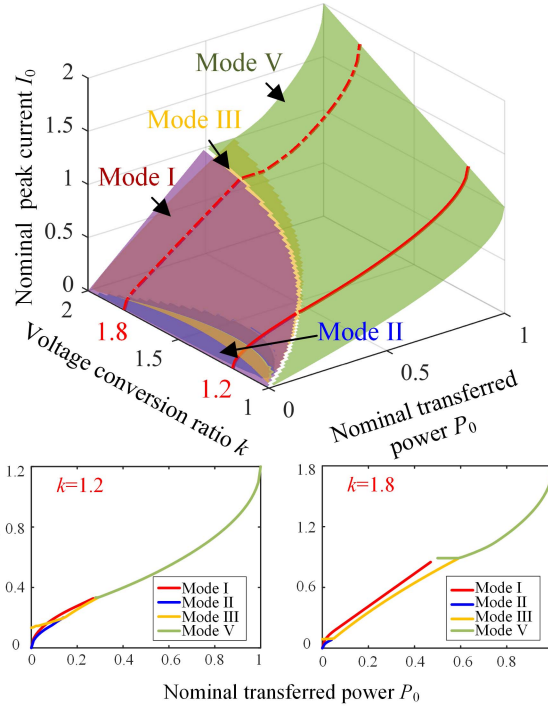 Nominal peak current I0
2
1.5
1
0.5
0
Mode V
Mode III
Mode I
Mode II
2
1.8
1.5
1.2
1
Voltage conversion ratio k
0
0.5
1
Nominal transferred
power P0
k=1.2
1.2
0.8
0.4
0
Mode I
Mode II
Mode III
Mode V
0 0.2 0.4 0.6 0.8 1
k=1.8
1.8
1.2
0.6
0
Mode I
Mode II
Mode III
Mode V
0 0.2 0.4 0.6 0.8
Nominal transferred power P0